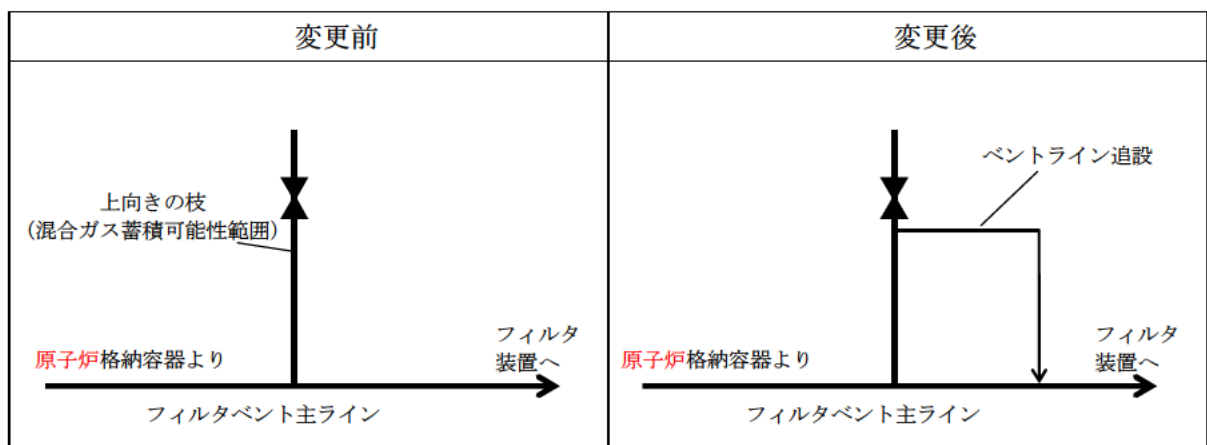 変更前
変更後
上向きの枝
（混合ガス蓄積可能性範囲）
原子炉格納容器より
フィルタ
装置へ
フィルタベント主ライン
ベントライン追設
原子炉格納容器より
フィルタ
装置へ
フィルタベント主ライン